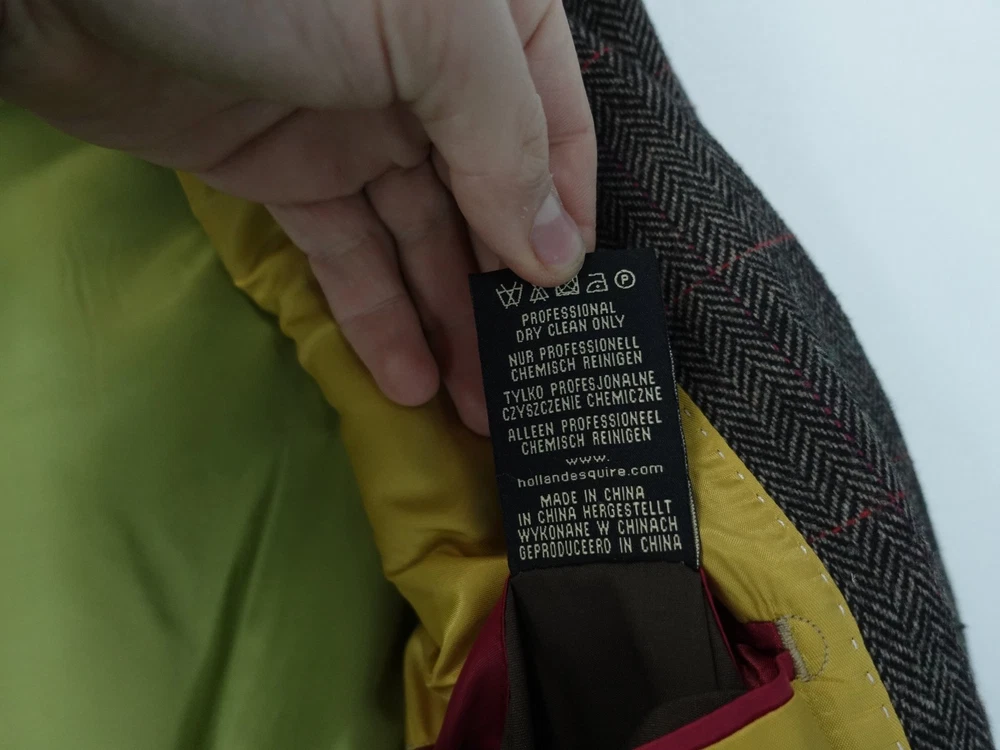 P
PROFESSIONAL
DRY CLEAN ONLY
NUR PROFESSIONELL
CHEMISCH REINIGEN
TYLKO PROFESJONALNE
CZYSZCZENIE CHEMICZNE
ALLEEN PROFESSIONEEL
CHEMISCH REINIGEN
www.
hollandesquire.com
MADE IN CHINA
IN CHINA HERGESTELLT
WYKONANE W CHINACH
GEPRODUCEERD IN CHINA